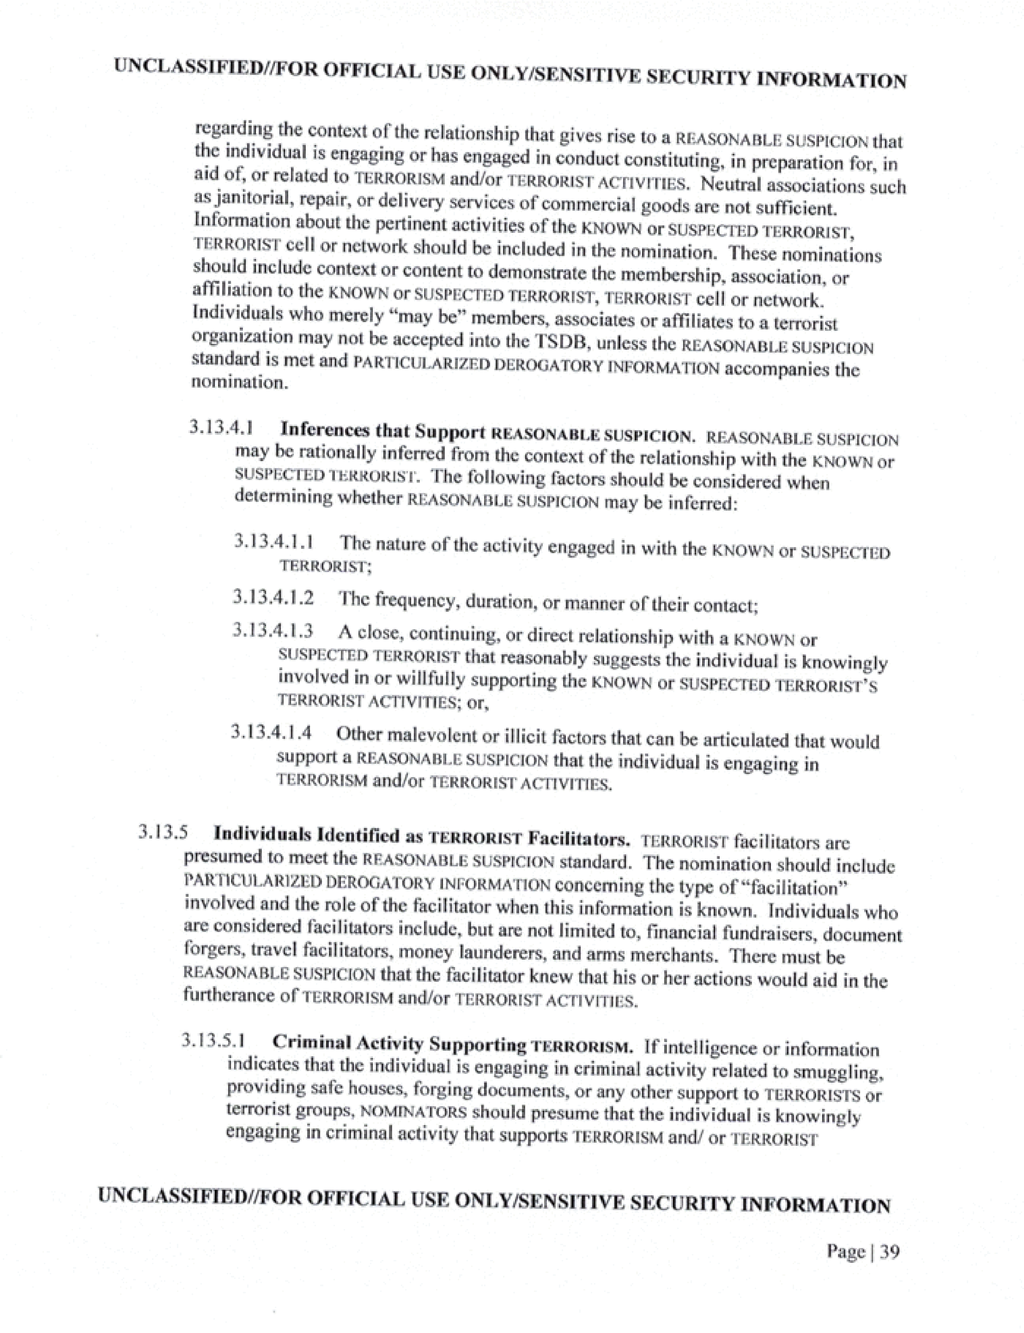 UNCLASSIFIED//FOR OFFICIAL USE ONLY/SENSITIVE SECURITY INFORMATION
regarding the context of the relationship that gives rise to a REASONABLE SUSPICION that
the individual is engaging or has engaged in conduct constituting, in preparation for, in
aid of, or related to TERRORISM and/or TERRORIST ACTIVITIES. Neutral associations such
as janitorial, repair, or delivery services of commercial goods are not sufficient.
Information about the pertinent activities of the KNOWN or SUSPECTED TERRORIST,
TERRORIST cell or network should be included in the nomination. These nominations
should include context or content to demonstrate the membership, association, or
affiliation to the KNOWN or SUSPECTED TERRORIST, TERRORIST cell or network.
Individuals who merely "may be" members, associates or affiliates to a terrorist
organization may not be accepted into the TSDB, unless the REASONABLE SUSPICION
standard is met and PARTICULARIZED DEROGATORY INFORMATION accompanies the
nomination.
3.13.4.1 Inferences that Support REASONABLE SUSPICION. REASONABLE SUSPICION
may be rationally inferred from the context of the relationship with the KNOWN or
SUSPECTED TERRORIST. The following factors should be considered when
determining whether REASONABLE SUSPICION may be inferred:
3.13.4.1.1 The nature of the activity engaged in with the KNOWN or SUSPECTED
TERRORIST;
3.13.4.1.2 The frequency, duration, or manner of their contact;
3.13.4.1.3 A close, continuing, or direct relationship with a KNOWN or
SUSPECTED TERRORIST that reasonably suggests the individual is knowingly
involved in or willfully supporting the KNOWN or SUSPECTED TERRORIST'S
TERRORIST ACTIVITIES; or,
3.13.4.1.4 Other malevolent or illicit factors that can be articulated that would
support a REASONABLE SUSPICION that the individual is engaging in
TERRORISM and/or TERRORIST ACTIVITIES.
3.13.5 Individuals Identified as TERRORIST Facilitators. TERRORIST facilitators are
presumed to meet the REASONABLE SUSPICION standard. The nomination should include
PARTICULARIZED DEROGATORY INFORMATION concerning the type of "facilitation"
involved and the role of the facilitator when this information is known. Individuals who
are considered facilitators include, but are not limited to, financial fundraisers, document
forgers, travel facilitators, money launderers, and arms merchants. There must be
REASONABLE SUSPICION that the facilitator knew that his or her actions would aid in the
furtherance of TERRORISM and/or TERRORIST ACTIVITIES.
3.13.5.1 Criminal Activity Supporting TERRORISM. If intelligence or information
indicates that the individual is engaging in criminal activity related to smuggling,
providing safe houses, forging documents, or any other support to TERRORISTS or
terrorist groups, NOMINATORS should presume that the individual is knowingly
engaging in criminal activity that supports TERRORISM and/ or TERRORIST
UNCLASSIFIED//FOR OFFICIAL USE ONLY/SENSITIVE SECURITY INFORMATION
Page | 39